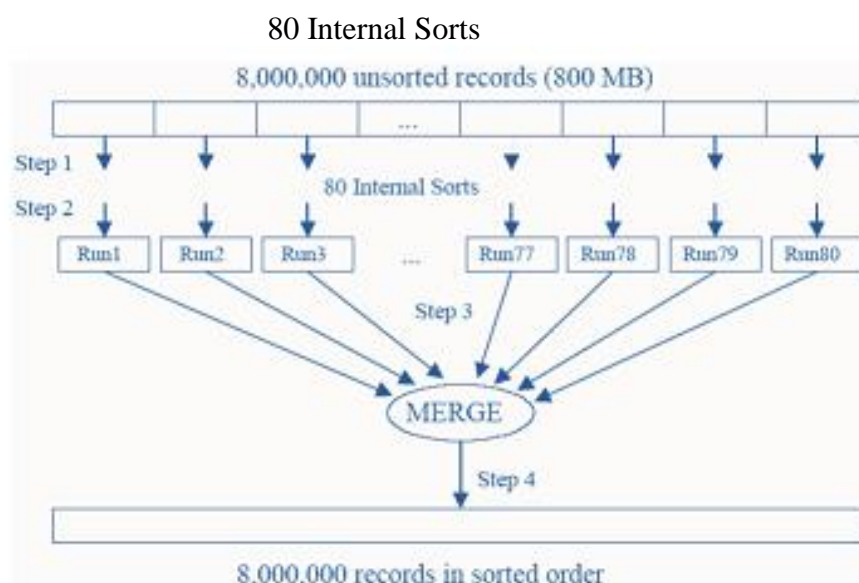 80 Internal Sorts
8,000,000 unsorted records (800 MB)
...
Step 1
80 Internal Sorts
Step 2
Run1 Run2 Run3 ... Run77 Run78 Run79 Run80
Step 3
MERGE
Step 4
8,000,000 records in sorted order